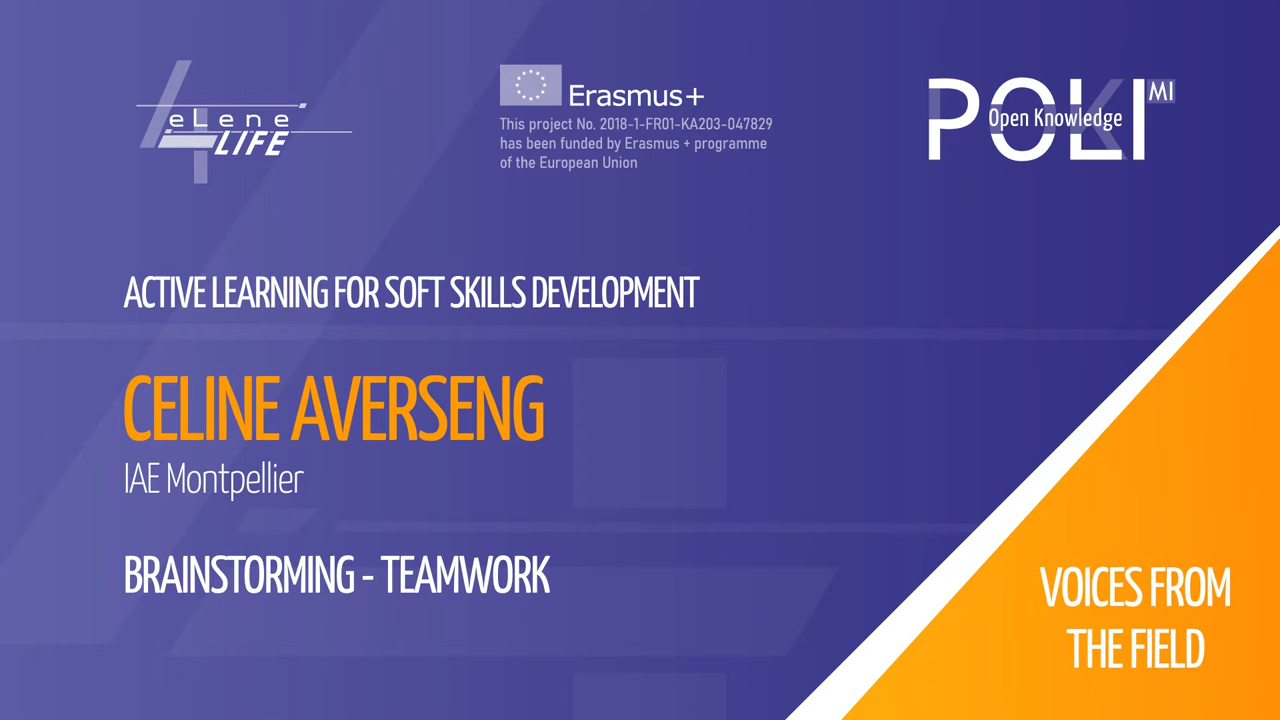 4
eLene
LIFE
Erasmus+
This project No. 2018-1-FR01-KA203-047829
has been funded by Erasmus + programme
of the European Union
POLI MI
Open Knowledge
ACTIVE LEARNING FOR SOFT SKILLS DEVELOPMENT
CELINE AVERSENG
IAE Montpellier
BRAINSTORMING - TEAMWORK
VOICES FROM
THE FIELD